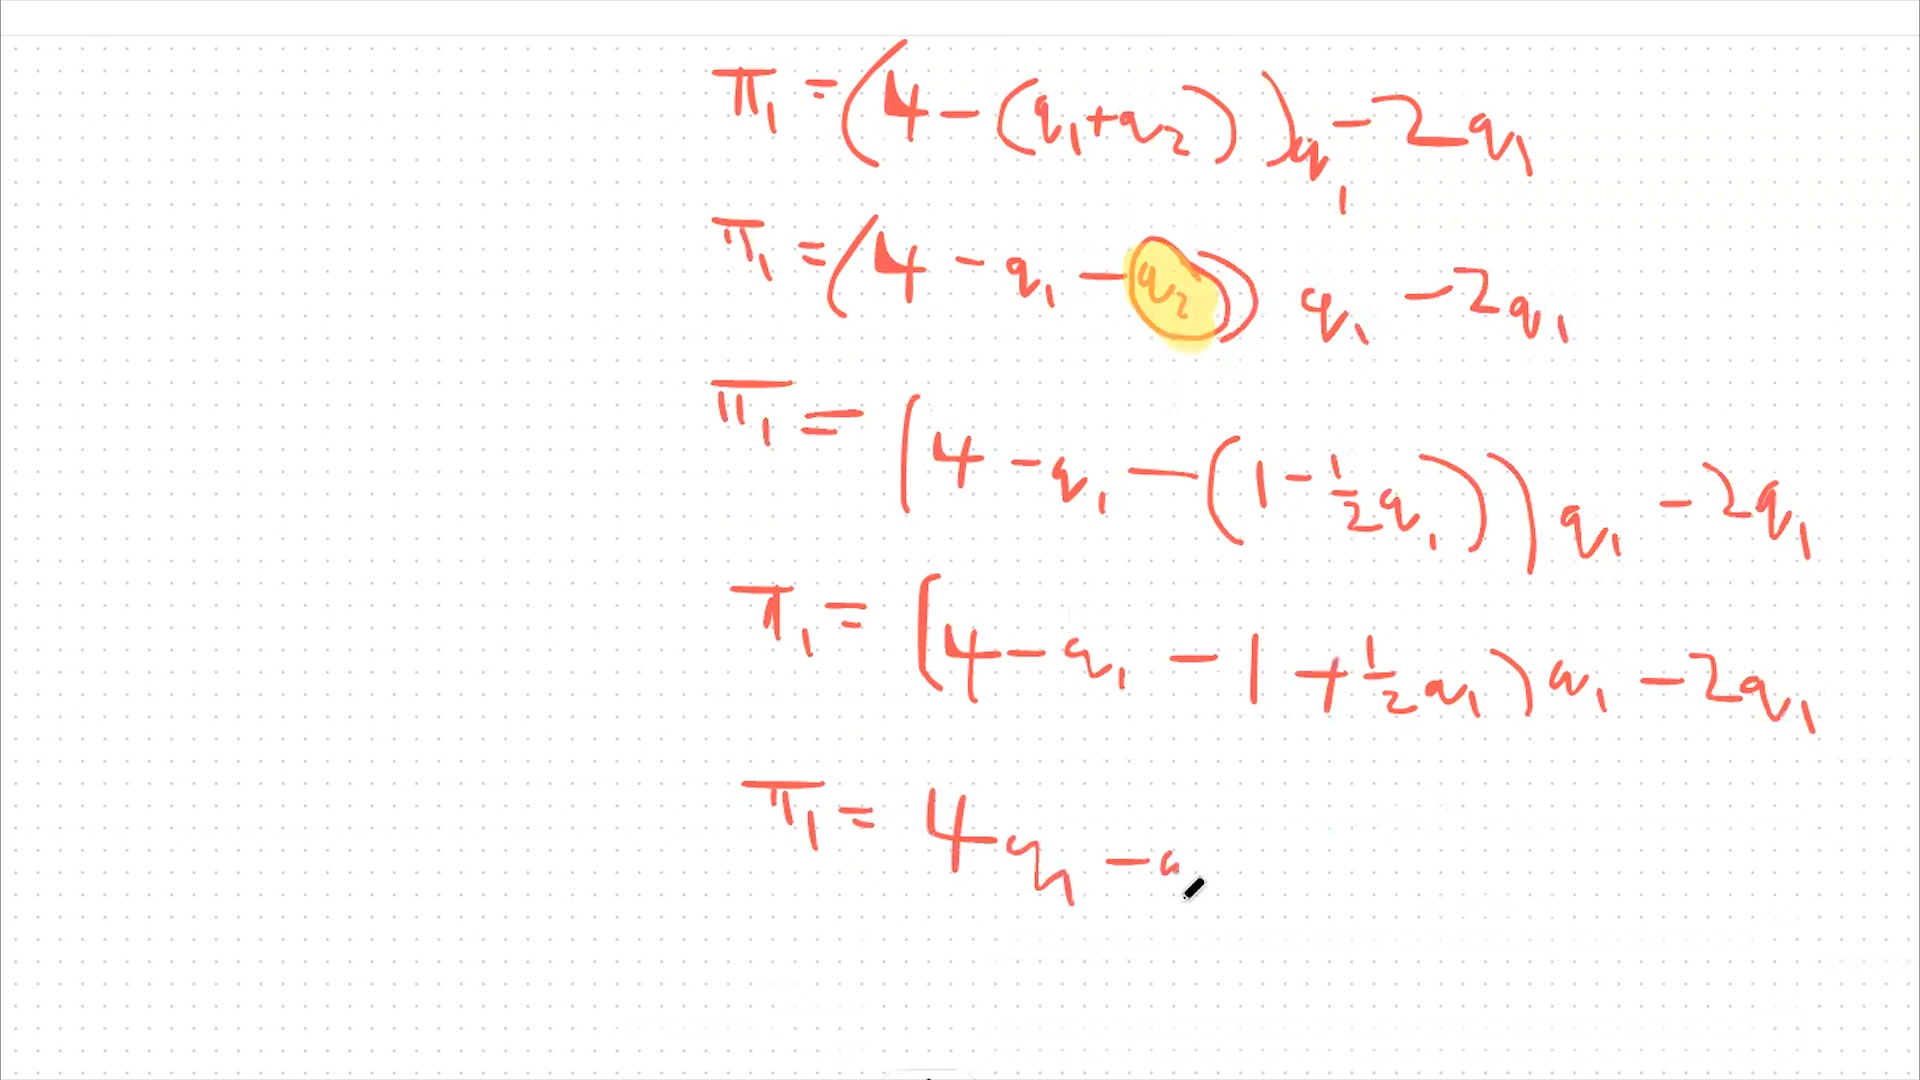 π₁ = (4 - (q₁+q₂))q₁ - 2q₁
π₁ = (4 - q₁ - q₂) q₁ - 2q₁
π₁ = (4 - q₁ - (1 - ½q₁)) q₁ - 2q₁
π₁ = (4 - q₁ - 1 + ½q₁) q₁ - 2q₁
π₁ = 4q₁ -